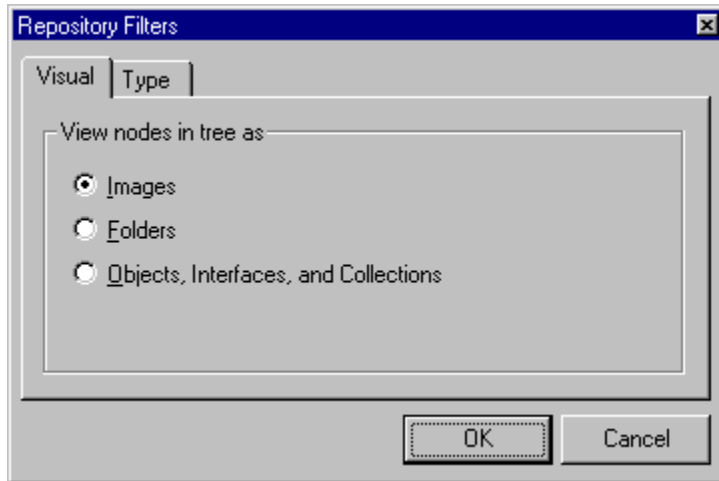 Repository Filters
Visual Type
View nodes in tree as
Images
Folders
Objects, Interfaces, and Collections
OK Cancel